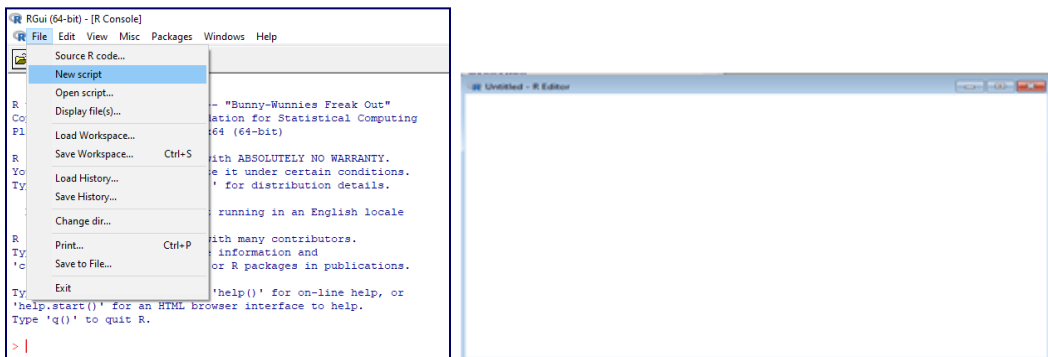 RGui (64-bit) - [R Console]
File Edit View Misc Packages Windows Help
Source R code...
New script
Open script...
Display file(s)...
Load Workspace...
Save Workspace... Ctrl+S
Load History...
Save History...
Change dir...
Print... Ctrl+P
Save to File...
Exit
R -- "Bunny-Wunnies Freak Out"
Co for Statistical Computing
Pl x64 (64-bit)
R with ABSOLUTELY NO WARRANTY.
Yo it under certain conditions.
Ty ' for distribution details.
running in an English locale
R with many contributors.
Ty information and
'c or R packages in publications.
Ty 'help()' for on-line help, or
'help.start()' for an HTML browser interface to help.
Type 'q()' to quit R.
>
Untitled - R Editor